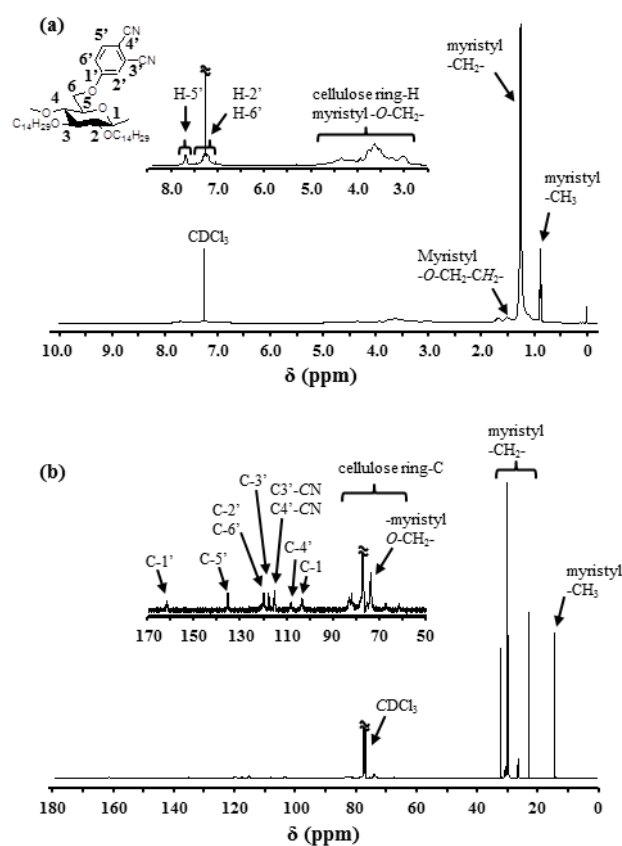 (a)
CN
5'
4'
CN
6'
3'
1'
2'
6
O
4
5
O
1
O
C14H29
O
3
2
O
C14H29
H-5'
H-2'
H-6'
cellulose ring-H
myristyl -O-CH2-
8.0 7.0 6.0 5.0 4.0 3.0
myristyl
-CH2-
myristyl
-CH3
CDCl3
Myristyl
-O-CH2-CH2-
10.0 9.0 8.0 7.0 6.0 5.0 4.0 3.0 2.0 1.0 0
δ (ppm)
(b)
myristyl
-CH2-
cellulose ring-C
C-3'
C3'-CN
C4'-CN
C-2'
C-6'
-myristyl
O-CH2-
C-4'
C-1
C-1'
C-5'
myristyl
-CH3
170 150 130 110 90 70 50
CDCl3
180 160 140 120 100 80 60 40 20 0
δ (ppm)